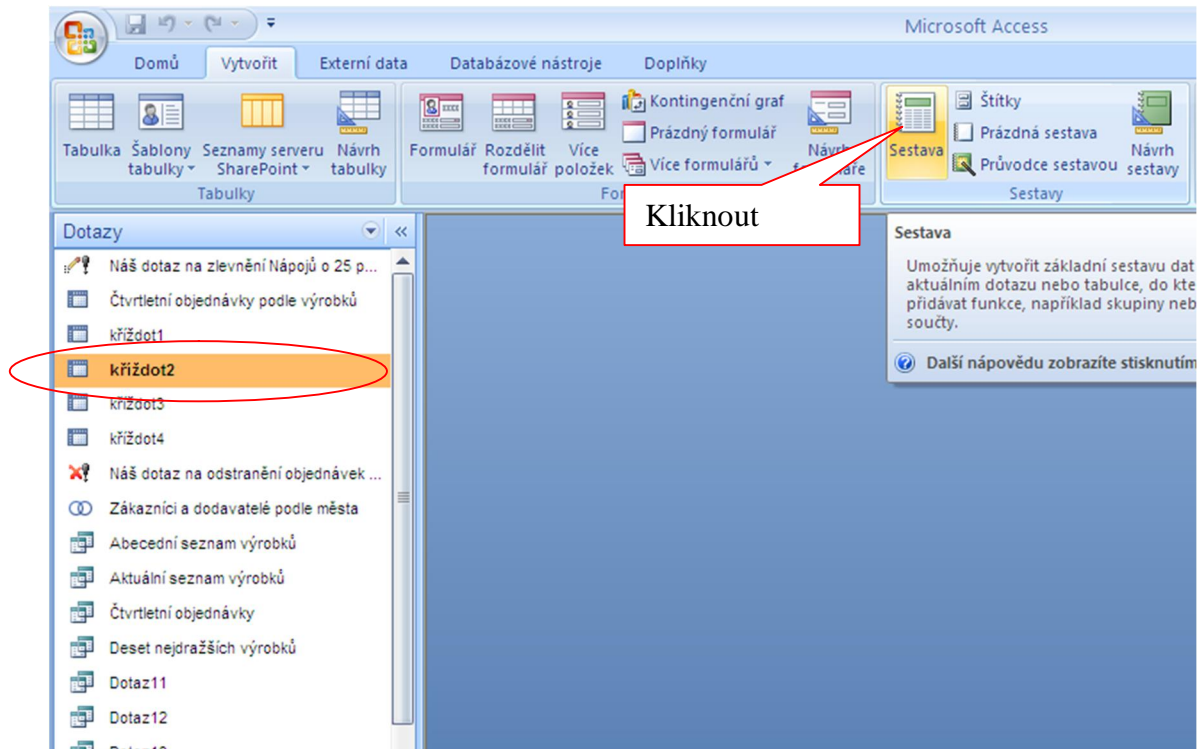 Microsoft Access
Domů Vytvořit Externí data Databázové nástroje Doplňky
Tabulka
Šablony
tabulky
Seznamy serveru
SharePoint
Návrh
tabulky
Tabulky
Formulář
Rozdělit
formulář
Více
položek
Kontingenční graf
Prázdný formulář
Více formulářů
Návrh
Sestava
Štítky
Prázdná sestava
Průvodce sestavou
Návrh
sestavy
Sestavy
Kliknout
Dotazy
Náš dotaz na zlevnění Nápojů o 25 p...
Čtvrtletní objednávky podle výrobků
kříždot1
kříždot2
kříždot3
kříždot4
Náš dotaz na odstranění objednávek ...
Zákazníci a dodavatelé podle města
Abecední seznam výrobků
Aktuální seznam výrobků
Čtvrtletní objednávky
Deset nejdražších výrobků
Dotaz11
Dotaz12
Sestava
Umožňuje vytvořit základní sestavu dat
aktuálním dotazu nebo tabulce, do kte
přidávat funkce, například skupiny neb
součty.
Další nápovědu zobrazíte stisknutím